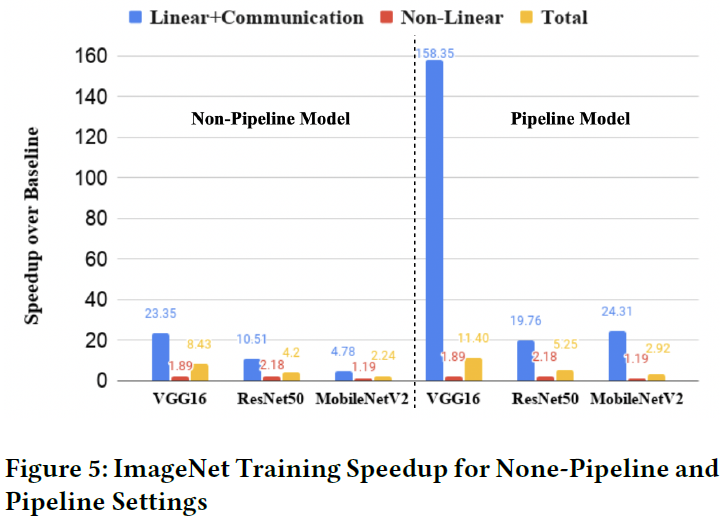 Linear+Communication Non-Linear Total
Speedup over Baseline
160
140
120
100
80
60
40
20
0
Non-Pipeline Model Pipeline Model
23.35 1.89 8.43 10.51 2.18 4.2 4.78 1.19 2.24 158.35 1.89 11.40 19.76 2.18 5.25 24.31 1.19 2.92
VGG16 ResNet50 MobileNetV2 VGG16 ResNet50 MobileNetV2
Figure 5: ImageNet Training Speedup for None-Pipeline and
Pipeline Settings